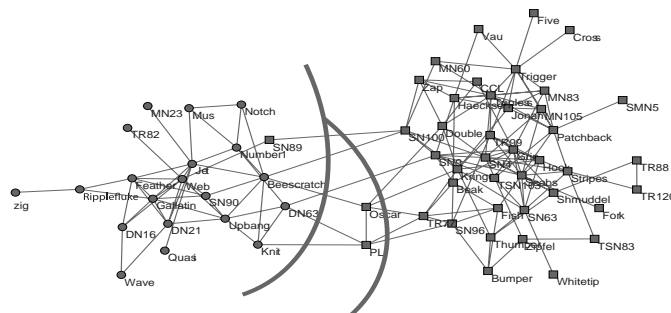 Five
Vau
Cross
MN60
Trigger
Zap
CCL
MN83
Haecksel
Jonah
MN105
SMN5
MN23
Mus
Notch
TR82
Number1
SN89
SN100
Double
Patchback
TR99
Jet
Beescratch
SN9
SN4
Hook
TR88
Feather
Web
Kringel
Beak
TSN103
Stripes
zig
Ripplefluke
Gallatin
SN90
DN63
Oscar
Fish
SN63
Shmuddel
TR120
DN16
DN21
Upbang
TR77
SN96
Fork
Knit
PL
Thumper
Zipfel
TSN83
Wave
Quasi
Bumper
Whitetip